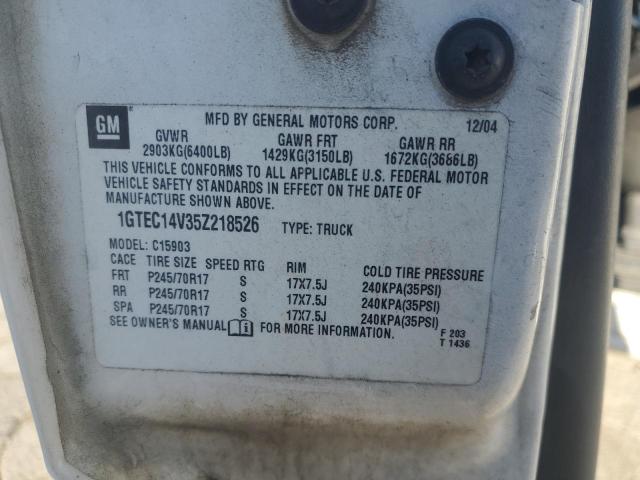 GM
MFD BY GENERAL MOTORS CORP. 12/04
GVWR GAWR FRT GAWR RR
2903KG(6400LB) 1429KG(3150LB) 1672KG(3666LB)
THIS VEHICLE CONFORMS TO ALL APPLICABLE U.S. FEDERAL MOTOR
VEHICLE SAFETY STANDARDS IN EFFECT ON THE DATE OF
MANUFACTURE SHOWN ABOVE.
1GTEC14V35Z218526 TYPE: TRUCK
MODEL: C15903
CACE TIRE SIZE SPEED RTG RIM COLD TIRE PRESSURE
FRT P245/70R17 S 17X7.5J 240KPA(35PSI)
RR P245/70R17 S 17X7.5J 240KPA(35PSI)
SPA P245/70R17 S 17X7.5J 240KPA(35PSI)
SEE OWNER'S MANUAL FOR MORE INFORMATION.
F 203
T 1436